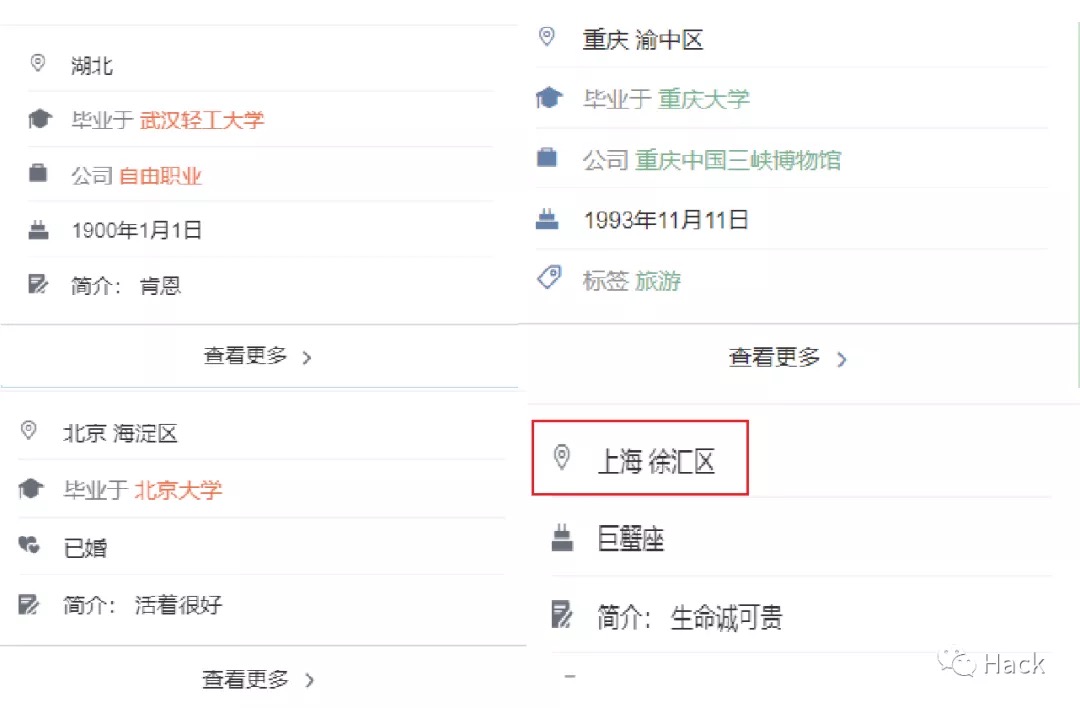 湖北
毕业于 武汉轻工大学
公司 自由职业
1900年1月1日
简介： 肯恩
查看更多
重庆 渝中区
毕业于 重庆大学
公司 重庆中国三峡博物馆
1993年11月11日
标签 旅游
查看更多
北京 海淀区
毕业于 北京大学
已婚
简介： 活着很好
查看更多
上海 徐汇区
巨蟹座
简介： 生命诚可贵
Hack